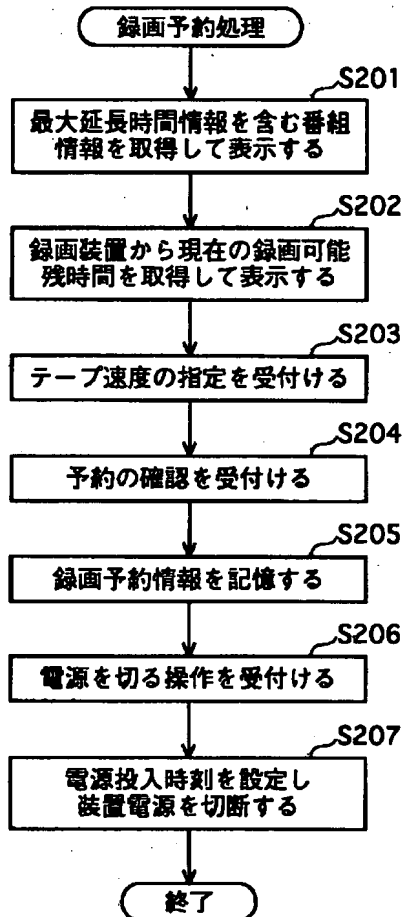 録画予約処理
S201
最大延長時間情報を含む番組
情報を取得して表示する
S202
録画装置から現在の録画可能
残時間を取得して表示する
S203
テープ速度の指定を受付ける
S204
予約の確認を受付ける
S205
録画予約情報を記憶する
S206
電源を切る操作を受付ける
S207
電源投入時刻を設定し
装置電源を切断する
終了